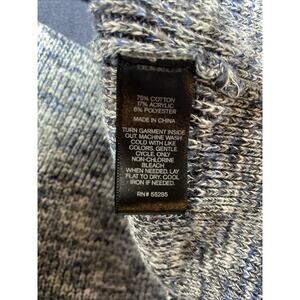 75% COTTON
17% ACRYLIC
8% POLYESTER
MADE IN CHINA
TURN GARMENT INSIDE
OUT. MACHINE WASH
COLD WITH LIKE
COLORS, GENTLE
CYCLE. ONLY
NON-CHLORINE
BLEACH
WHEN NEEDED. LAY
FLAT TO DRY. COOL
IRON IF NEEDED.
RN# 55285